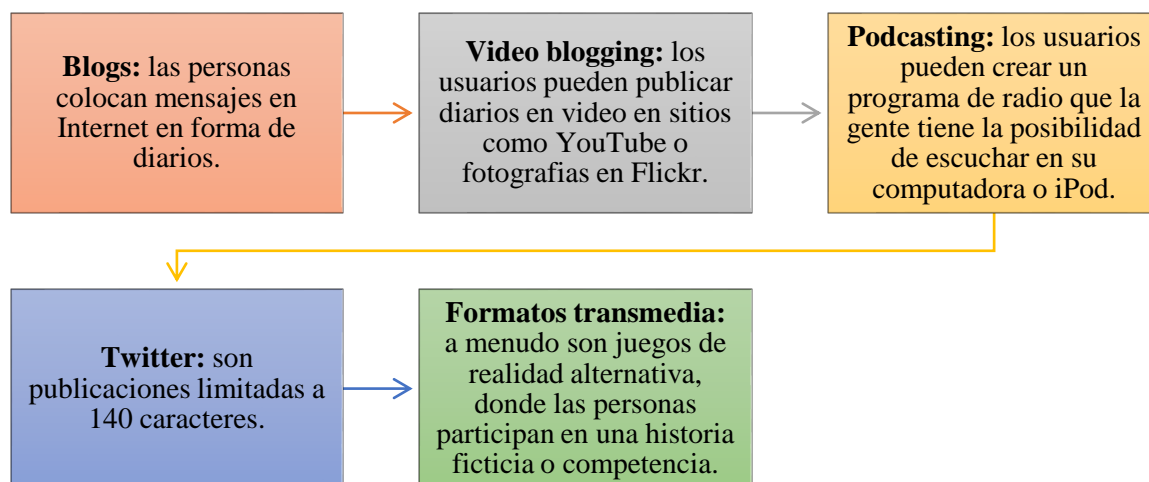 Blogs: las personas
colocan mensajes en
Internet en forma de
diarios.
Video blogging: los
usuarios pueden publicar
diarios en video en sitios
como YouTube o
fotografias en Flickr.
Podcasting: los usuarios
pueden crear un
programa de radio que la
gente tiene la posibilidad
de escuchar en su
computadora o iPod.
Twitter: son
publicaciones limitadas a
140 caracteres.
Formatos transmedia:
a menudo son juegos de
realidad alternativa,
donde las personas
participan en una historia
ficticia o competencia.